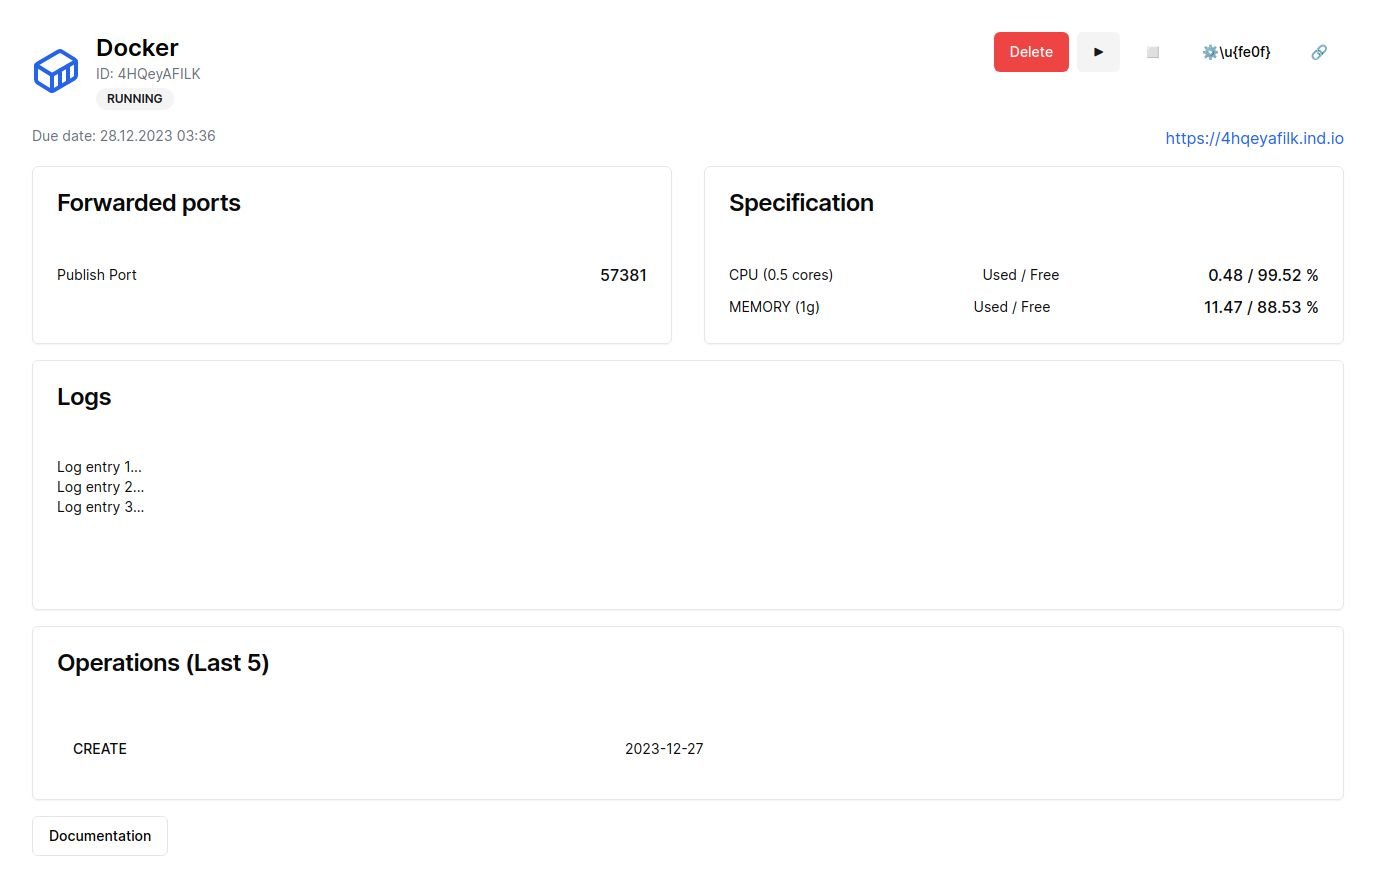 Docker
ID: 4HQeyAFILK
RUNNING
Delete
⚙️\u{fe0f}
Due date: 28.12.2023 03:36
https://4hqeyafilk.ind.io
Forwarded ports
Publish Port 57381
Specification
CPU (0.5 cores) Used / Free 0.48 / 99.52 %
MEMORY (1g) Used / Free 11.47 / 88.53 %
Logs
Log entry 1...
Log entry 2...
Log entry 3...
Operations (Last 5)
CREATE 2023-12-27
Documentation